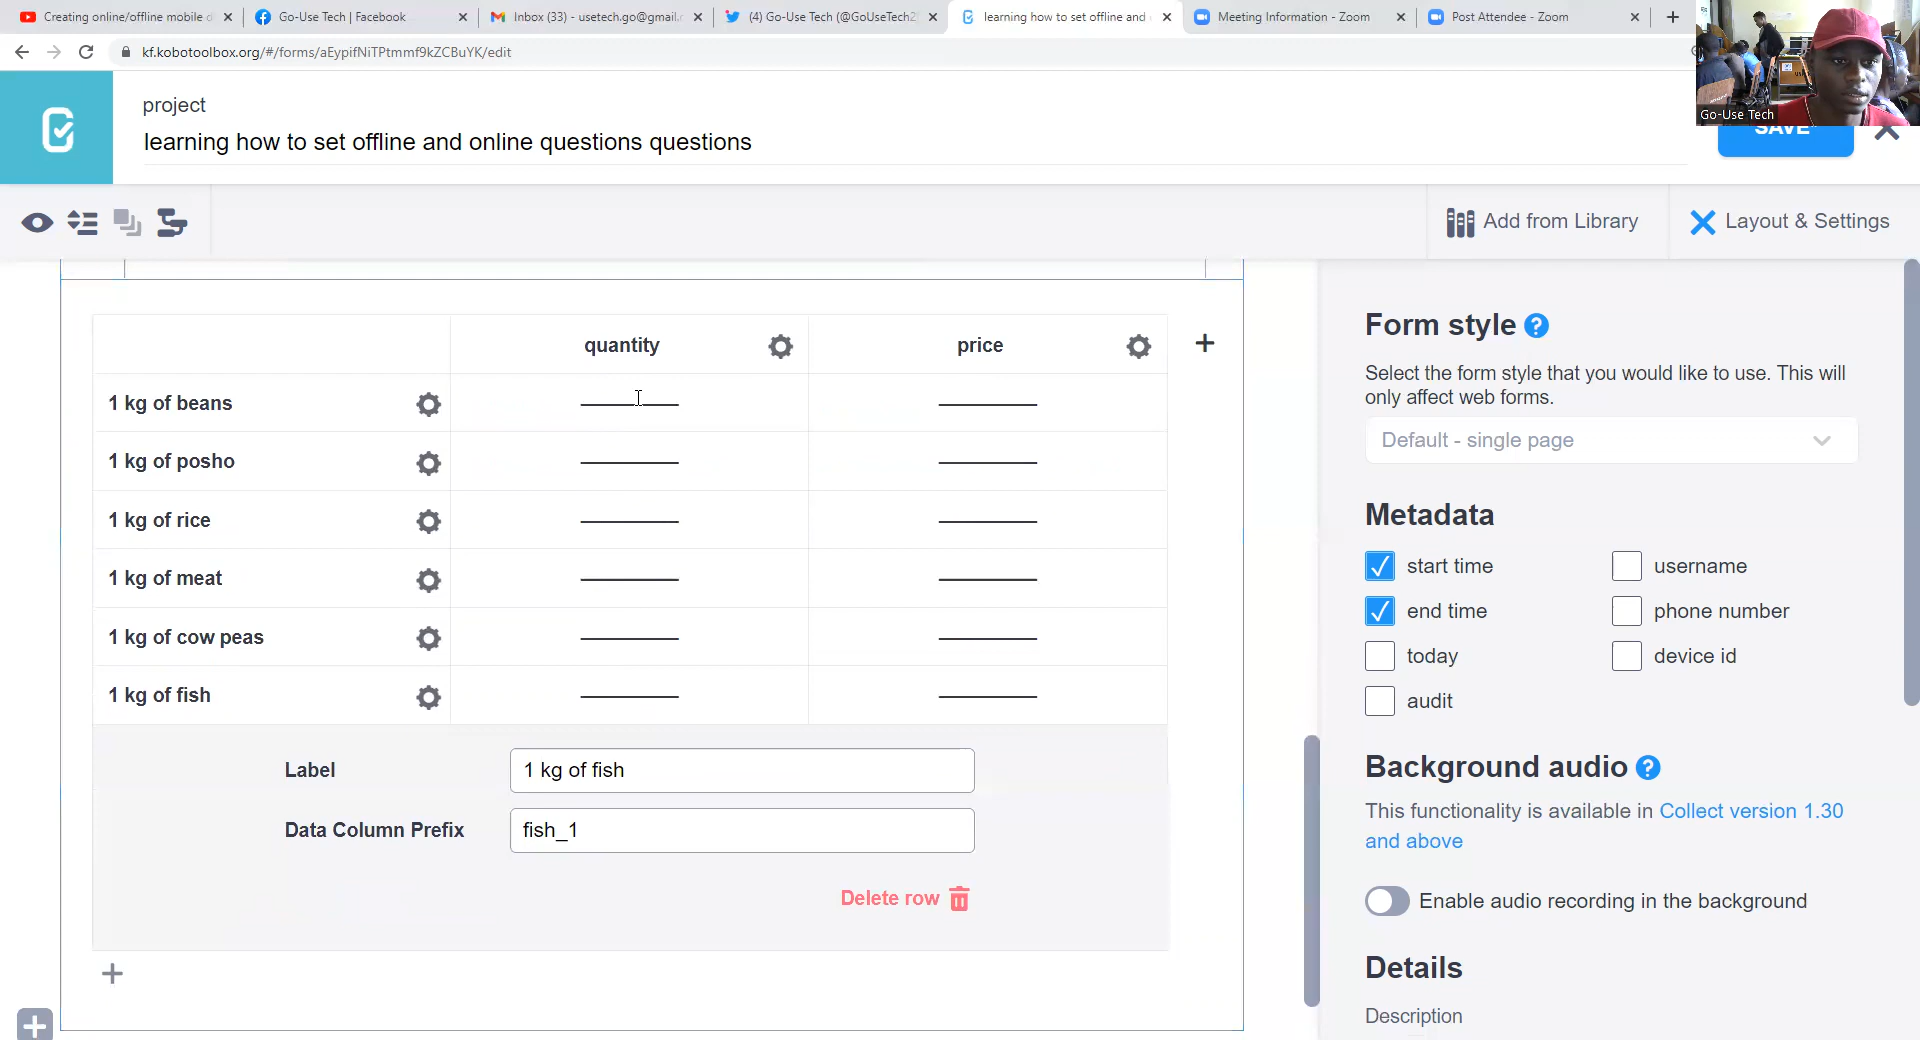 Creating online/offline mobile d
Go-Use Tech | Facebook
Inbox (33) - usetech.go@gmail.
(4) Go-Use Tech (@GoUseTech2
learning how to set offline and
Meeting Information - Zoom
Post Attendee - Zoom
kf.kobotoolbox.org/#/forms/aEypifNiTPtmmf9kZCBuYK/edit
project
learning how to set offline and online questions questions
Go-Use Tech
SAVE
Add from Library
Layout & Settings
quantity
price
1 kg of beans
1 kg of posho
1 kg of rice
1 kg of meat
1 kg of cow peas
1 kg of fish
Label
1 kg of fish
Data Column Prefix
fish_1
Delete row
Form style
Select the form style that you would like to use. This will
only affect web forms.
Default - single page
Metadata
start time
username
end time
phone number
today
device id
audit
Background audio
This functionality is available in Collect version 1.30
and above
Enable audio recording in the background
Details
Description